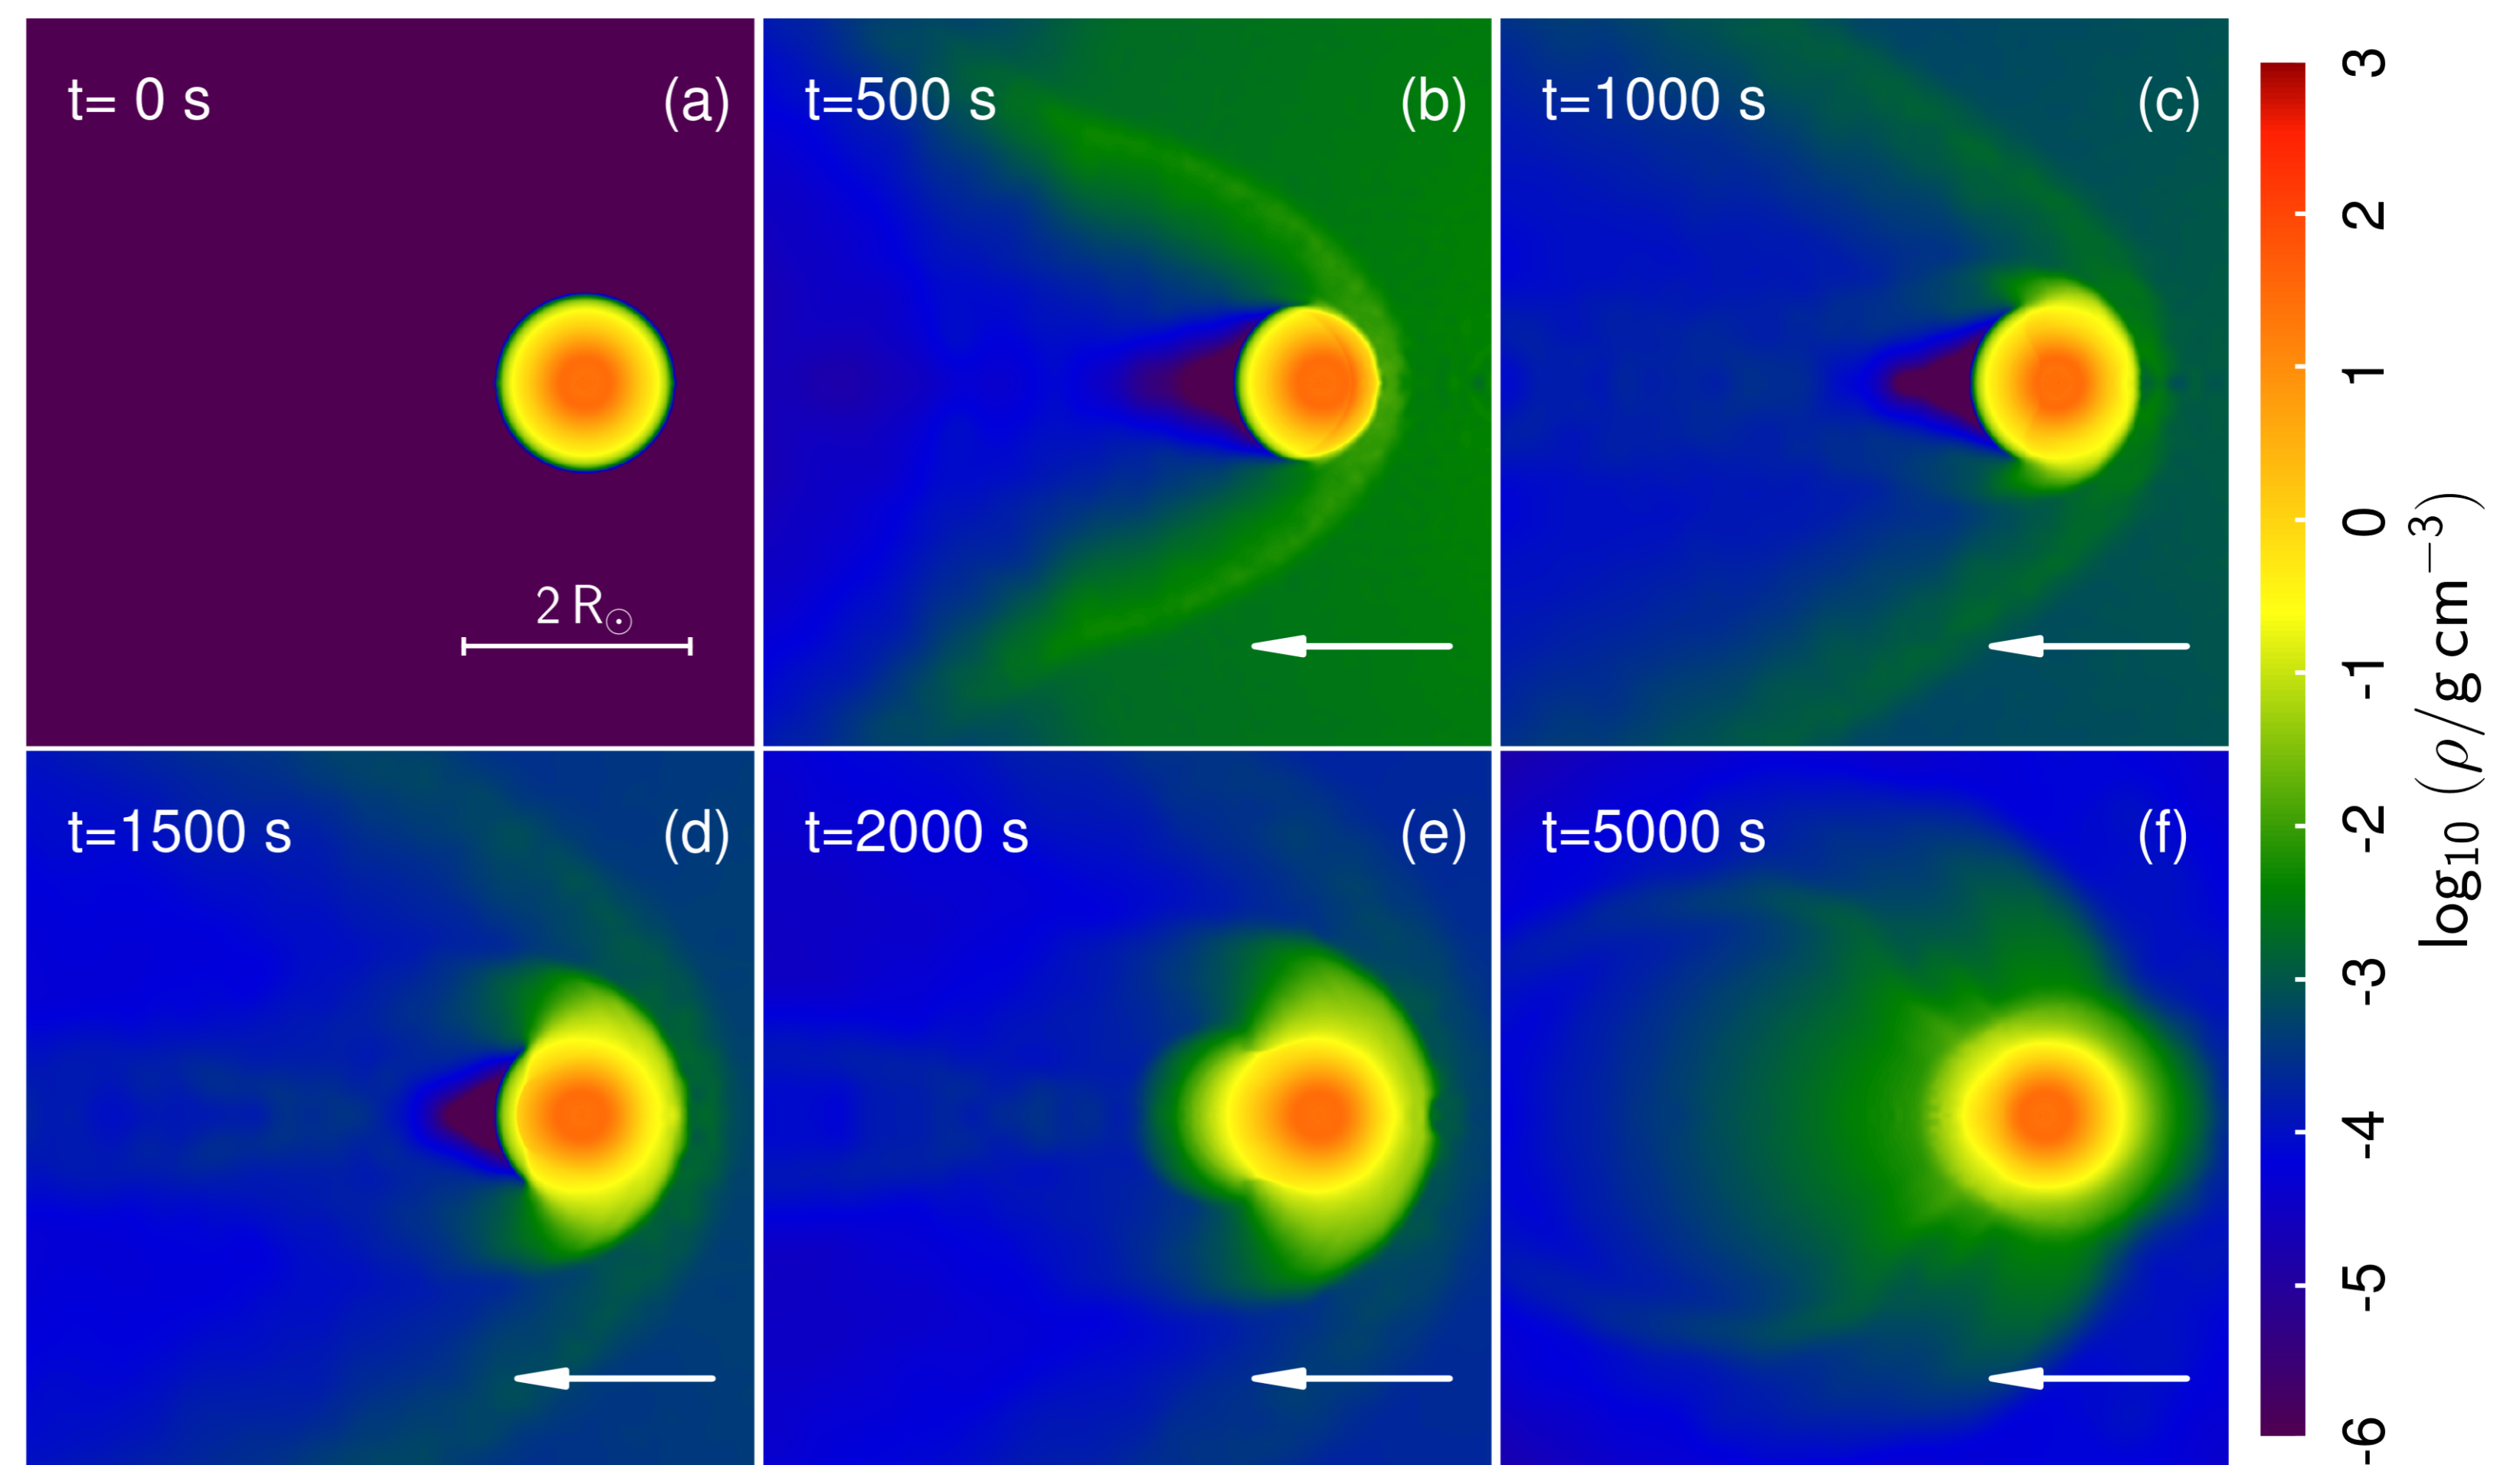 t= 0 s
(a)
2 R☉
t=500 s
(b)
t=1000 s
(c)
t=1500 s
(d)
t=2000 s
(e)
t=5000 s
(f)
3
2
1
0
-1
-2
-3
-4
-5
-6
log₁₀ (ρ/g cm⁻³)